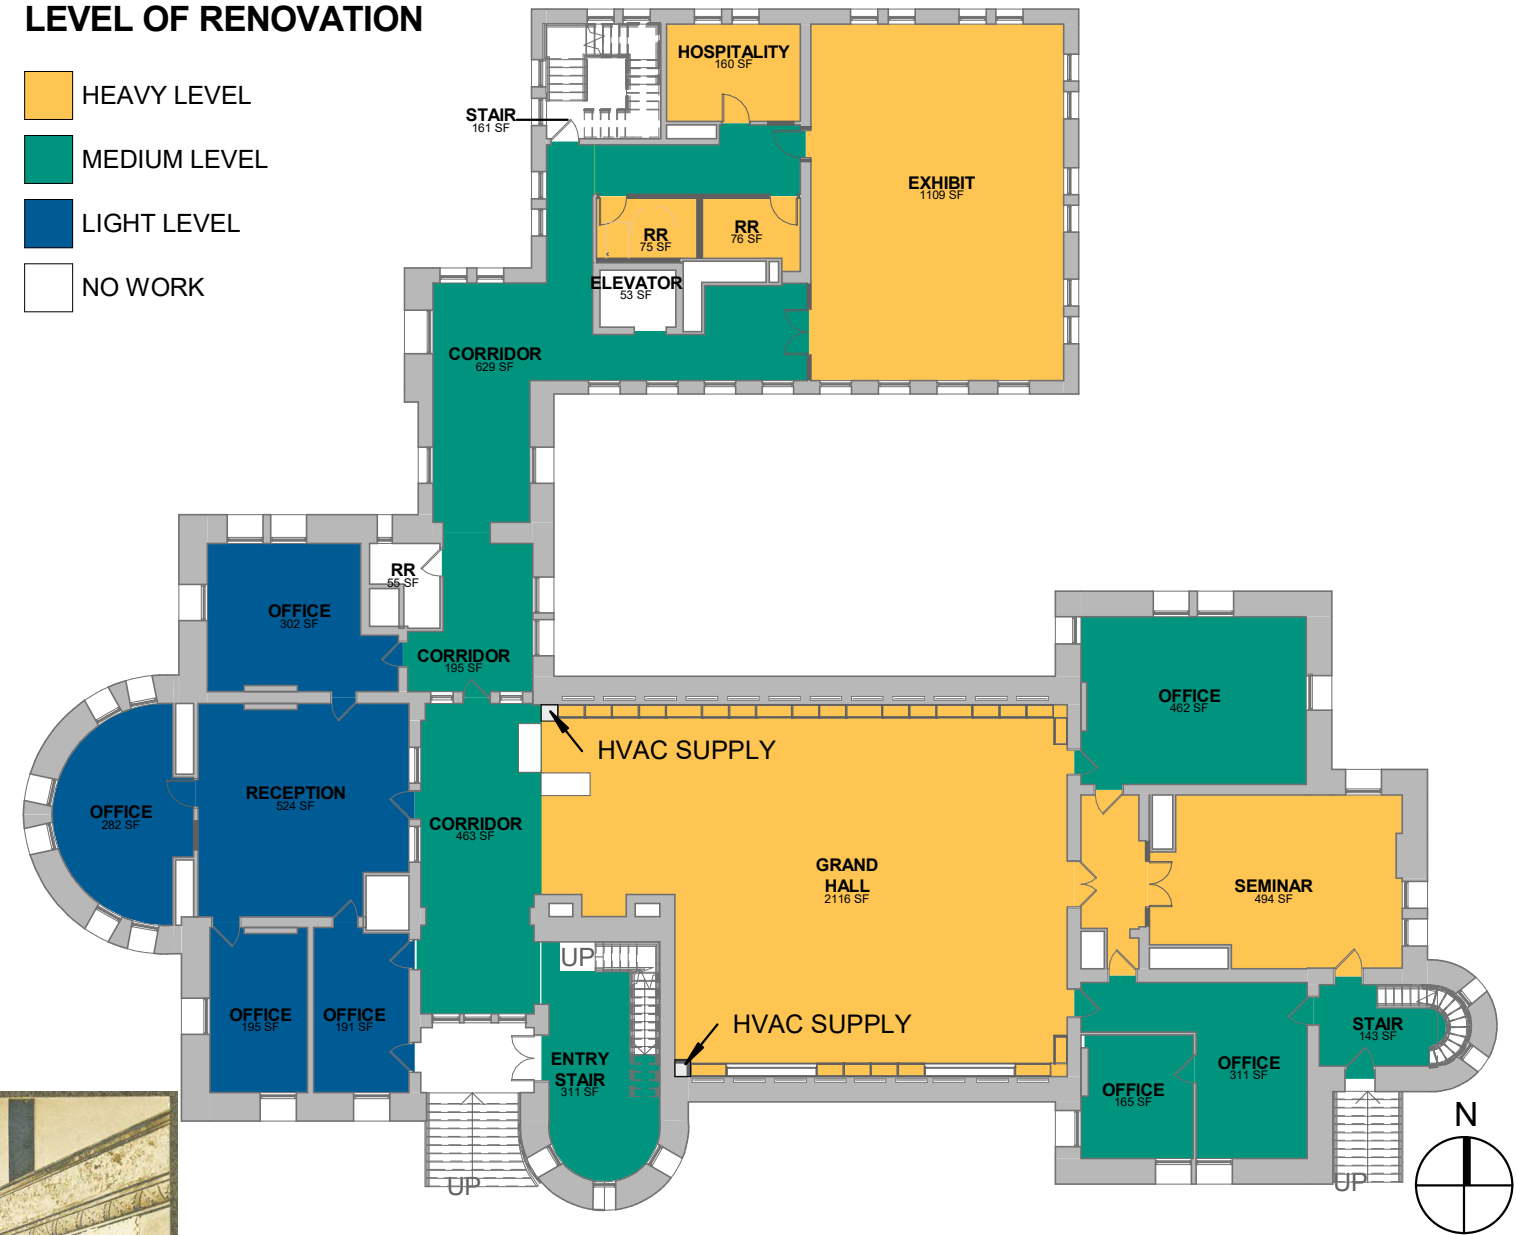 LEVEL OF RENOVATION
HEAVY LEVEL
MEDIUM LEVEL
LIGHT LEVEL
NO WORK
HOSPITALITY
160 SF
STAIR
161 SF
EXHIBIT
1109 SF
RR
75 SF
RR
76 SF
ELEVATOR
53 SF
CORRIDOR
629 SF
RR
55 SF
OFFICE
302 SF
CORRIDOR
195 SF
OFFICE
462 SF
HVAC SUPPLY
RECEPTION
524 SF
OFFICE
282 SF
CORRIDOR
463 SF
GRAND
HALL
2116 SF
SEMINAR
494 SF
UP
OFFICE
195 SF
OFFICE
191 SF
HVAC SUPPLY
STAIR
143 SF
ENTRY
STAIR
311 SF
OFFICE
311 SF
OFFICE
165 SF
N
UP
UP